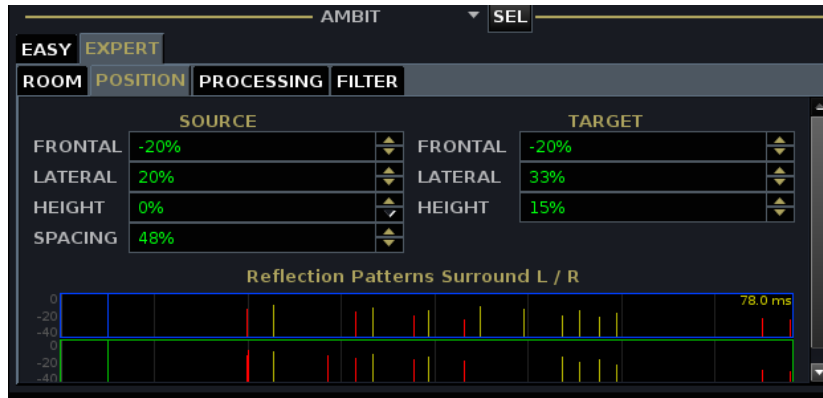 AMBIT SEL
EASY EXPERT
ROOM POSITION PROCESSING FILTER
SOURCE TARGET
FRONTAL -20% FRONTAL -20%
LATERAL 20% LATERAL 33%
HEIGHT 0% HEIGHT 15%
SPACING 48%
Reflection Patterns Surround L / R
0 78.0 ms
-20
-40
0
-20
-40